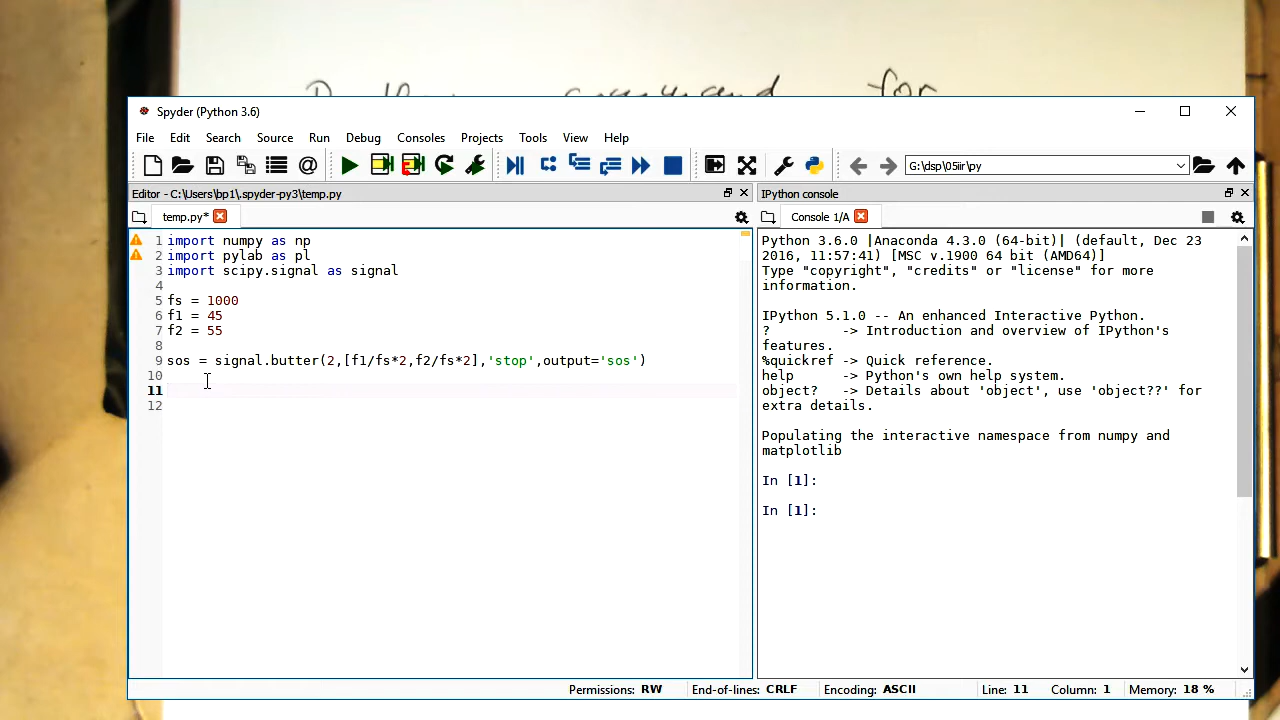 command for
Spyder (Python 3.6)
File Edit Search Source Run Debug Consoles Projects Tools View Help
G:\dsp\05iir\py
Editor - C:\Users\bp1\.spyder-py3\temp.py
IPython console
temp.py*
Console 1/A
1 import numpy as np
2 import pylab as pl
3 import scipy.signal as signal
4
5 fs = 1000
6 f1 = 45
7 f2 = 55
8
9 sos = signal.butter(2,[f1/fs*2,f2/fs*2],'stop',output='sos')
10
11
12
Python 3.6.0 |Anaconda 4.3.0 (64-bit)| (default, Dec 23
2016, 11:57:41) [MSC v.1900 64 bit (AMD64)]
Type "copyright", "credits" or "license" for more
information.
IPython 5.1.0 -- An enhanced Interactive Python.
? -> Introduction and overview of IPython's
features.
%quickref -> Quick reference.
help -> Python's own help system.
object? -> Details about 'object', use 'object??' for
extra details.
Populating the interactive namespace from numpy and
matplotlib
In [1]:
In [1]:
Permissions: RW End-of-lines: CRLF Encoding: ASCII Line: 11 Column: 1 Memory: 18 %